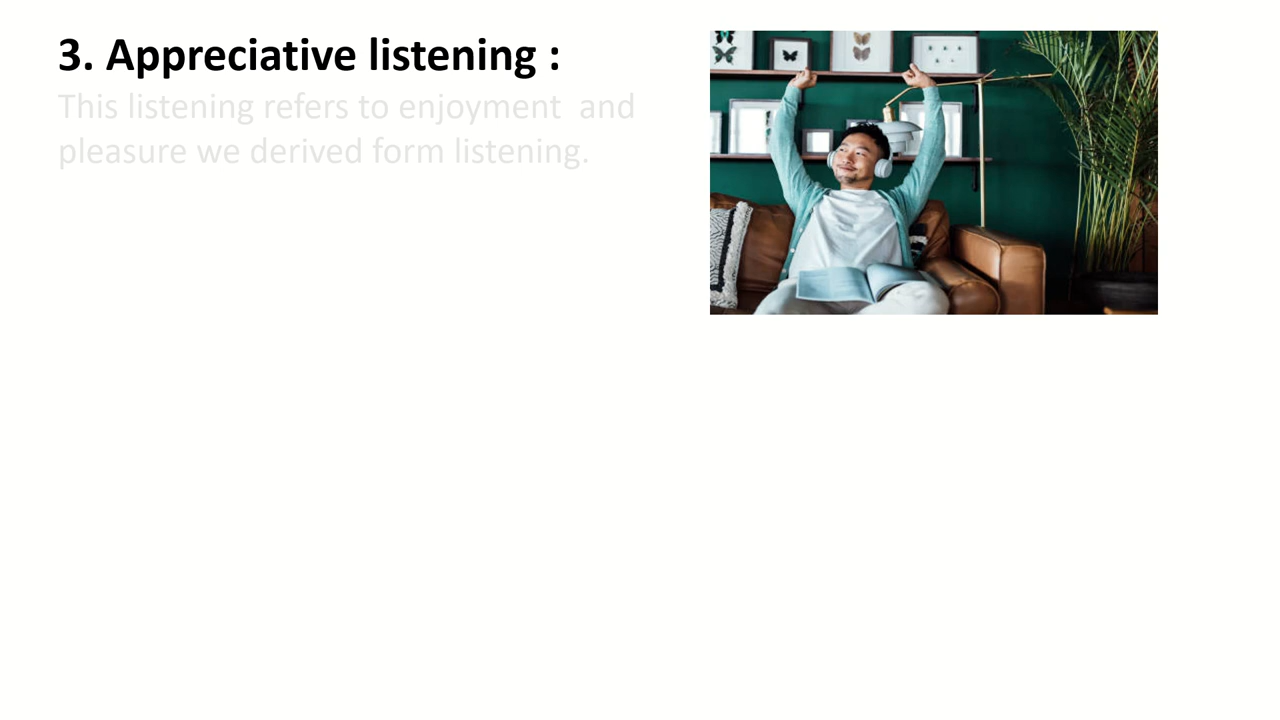 3. Appreciative listening :
This listening refers to enjoyment  and
pleasure we derived form listening.